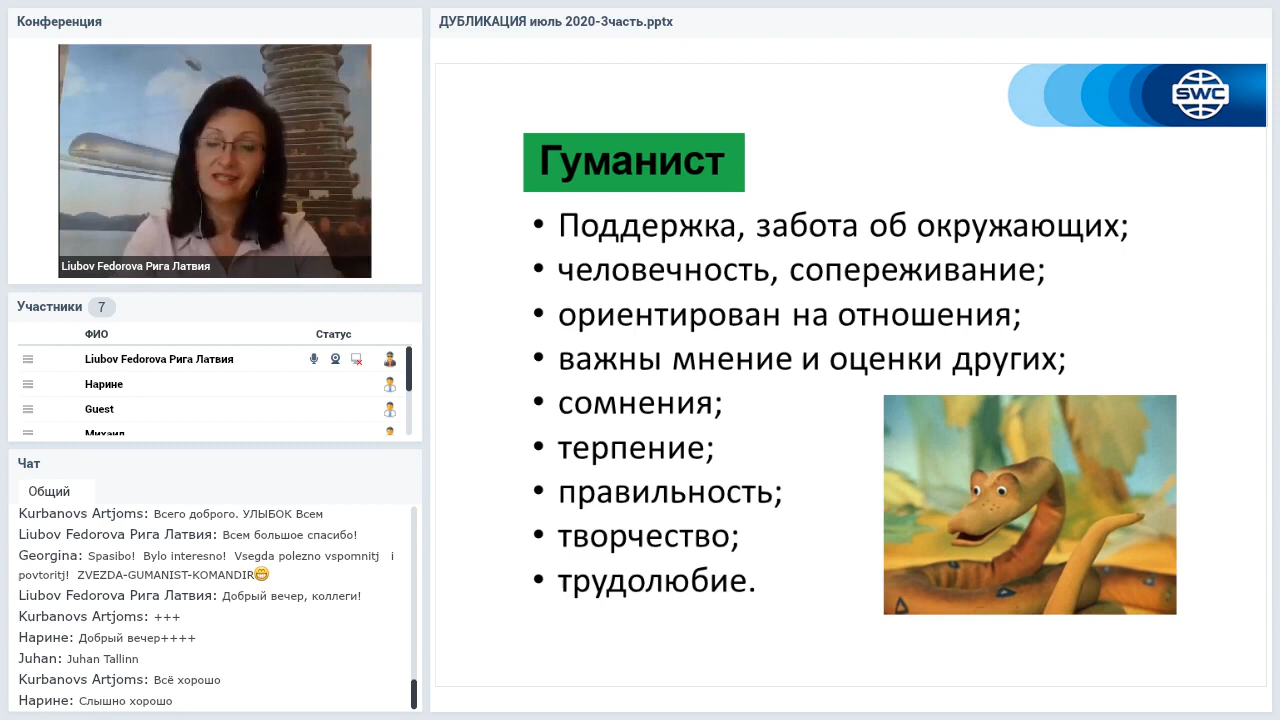 Конференция
Liubov Fedorova Рига Латвия
Участники 7
ФИО Статус
Liubov Fedorova Рига Латвия
Нарине
Guest
Михаил
Чат
Общий
Kurbanovs Artjoms: Всего доброго. УЛЫБОК Всем
Liubov Fedorova Рига Латвия: Всем большое спасибо!
Georgina: Spasibo! Bylo interesno! Vsegda polezno vspomnitj i
povtoritj! ZVEZDA-GUMANIST-KOMANDIR😁
Liubov Fedorova Рига Латвия: Добрый вечер, коллеги!
Kurbanovs Artjoms: +++
Нарине: Добрый вечер++++
Juhan: Juhan Tallinn
Kurbanovs Artjoms: Всё хорошо
Нарине: Слышно хорошо
ДУБЛИКАЦИЯ июль 2020-3часть.pptx
SWC
Гуманист
• Поддержка, забота об окружающих;
• человечность, сопереживание;
• ориентирован на отношения;
• важны мнение и оценки других;
• сомнения;
• терпение;
• правильность;
• творчество;
• трудолюбие.